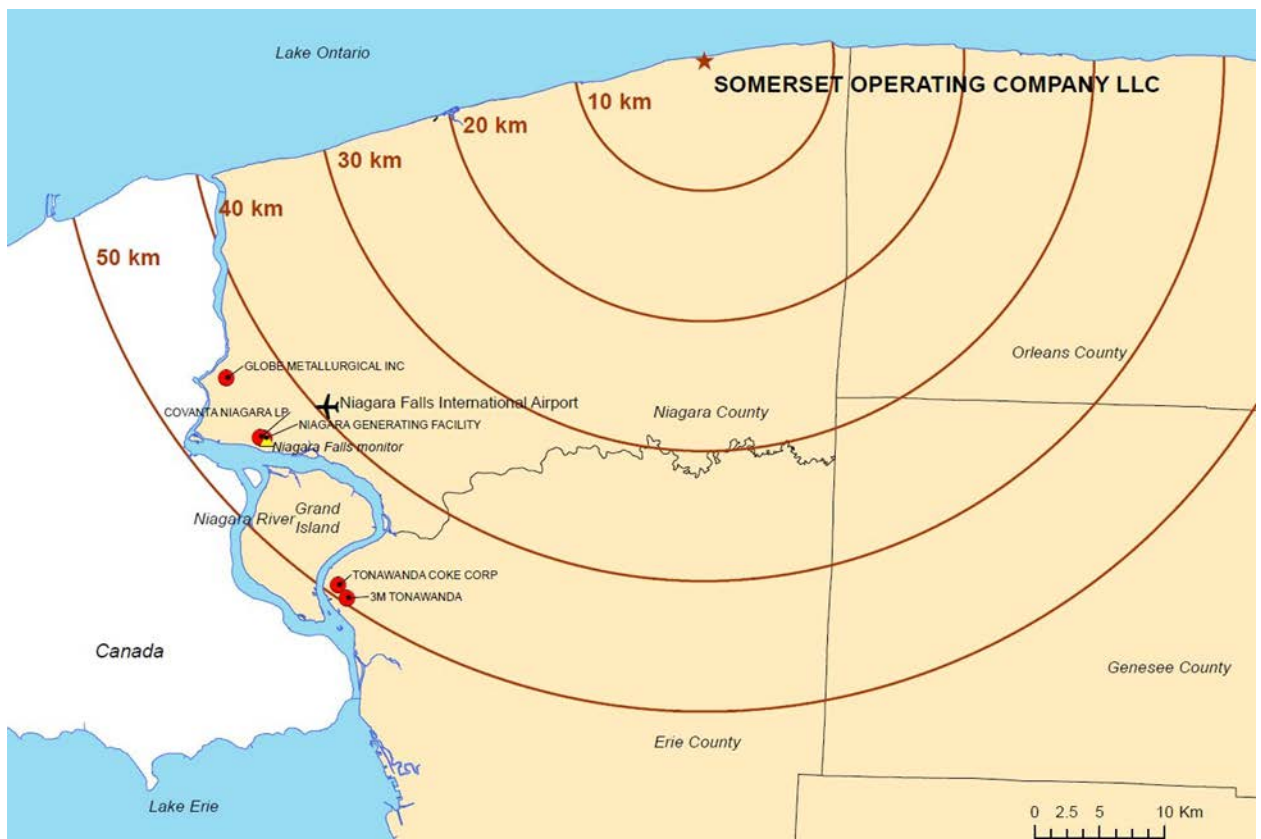 Lake Ontario
SOMERSET OPERATING COMPANY LLC
10 km
20 km
30 km
40 km
50 km
Orleans County
GLOBE METALLURGICAL INC
Niagara Falls International Airport
COVANTA NIAGARA LP
Niagara County
NIAGARA GENERATING FACILITY
Niagara Falls monitor
Grand
Island
Niagara River
TONAWANDA COKE CORP
3M TONAWANDA
Canada
Genesee County
Erie County
Lake Erie
0 2.5 5 10 Km